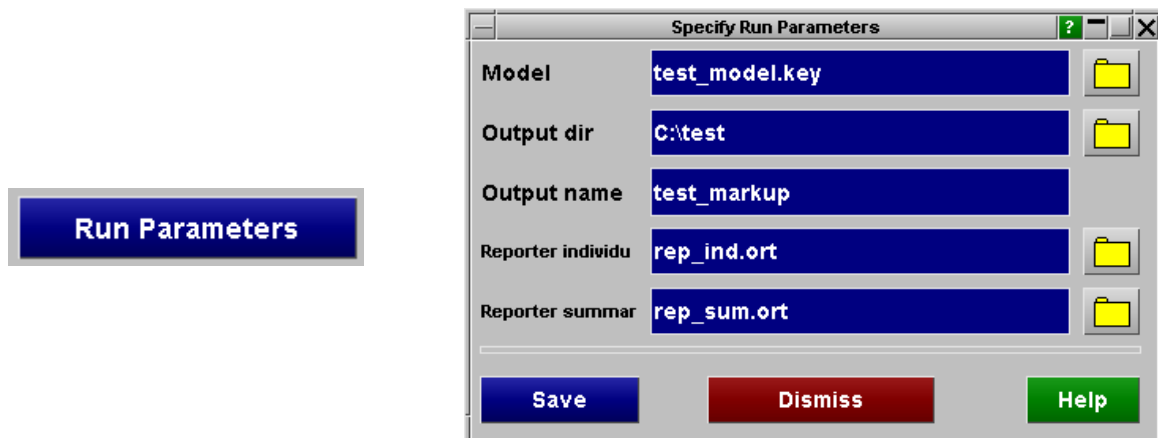 Specify Run Parameters ?
Model test_model.key
Output dir C:\test
Output name test_markup
Run Parameters
Reporter individu rep_ind.ort
Reporter summar rep_sum.ort
Save Dismiss Help